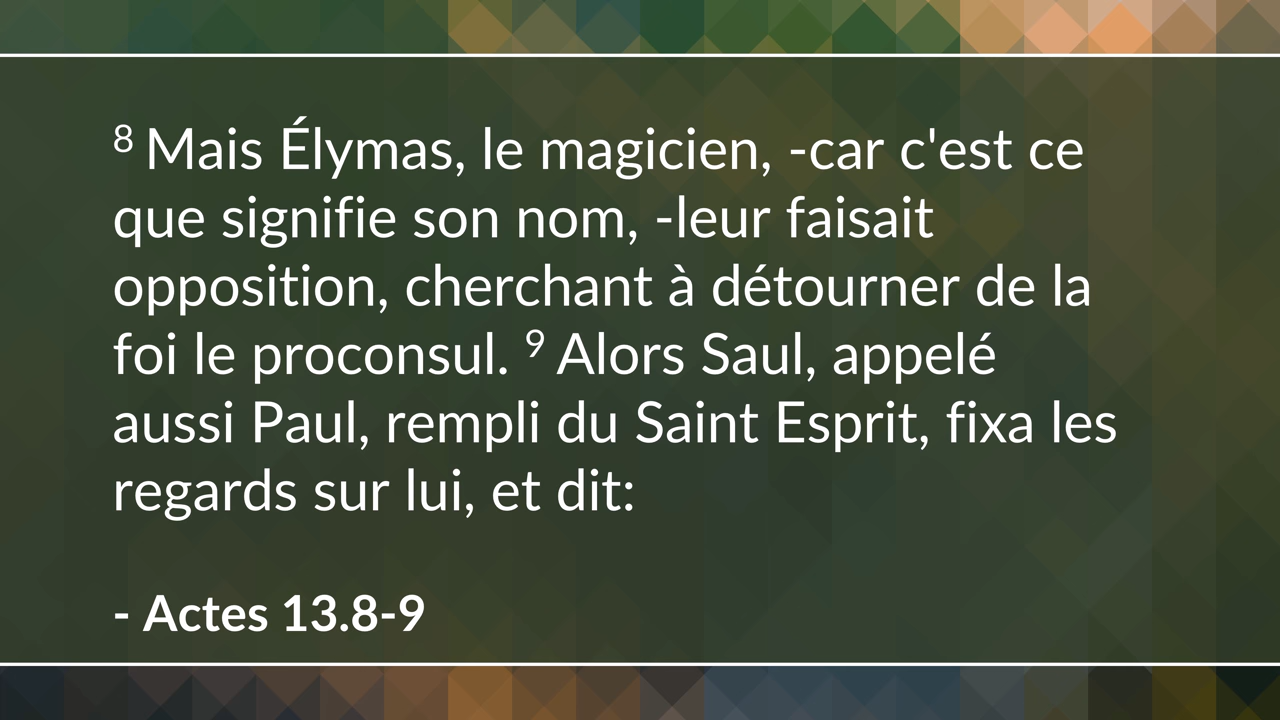 8 Mais Élymas, le magicien, -car c'est ce
que signifie son nom, -leur faisait
opposition, cherchant à détourner de la
foi le proconsul. 9 Alors Saul, appelé
aussi Paul, rempli du Saint Esprit, fixa les
regards sur lui, et dit:
- Actes 13.8-9